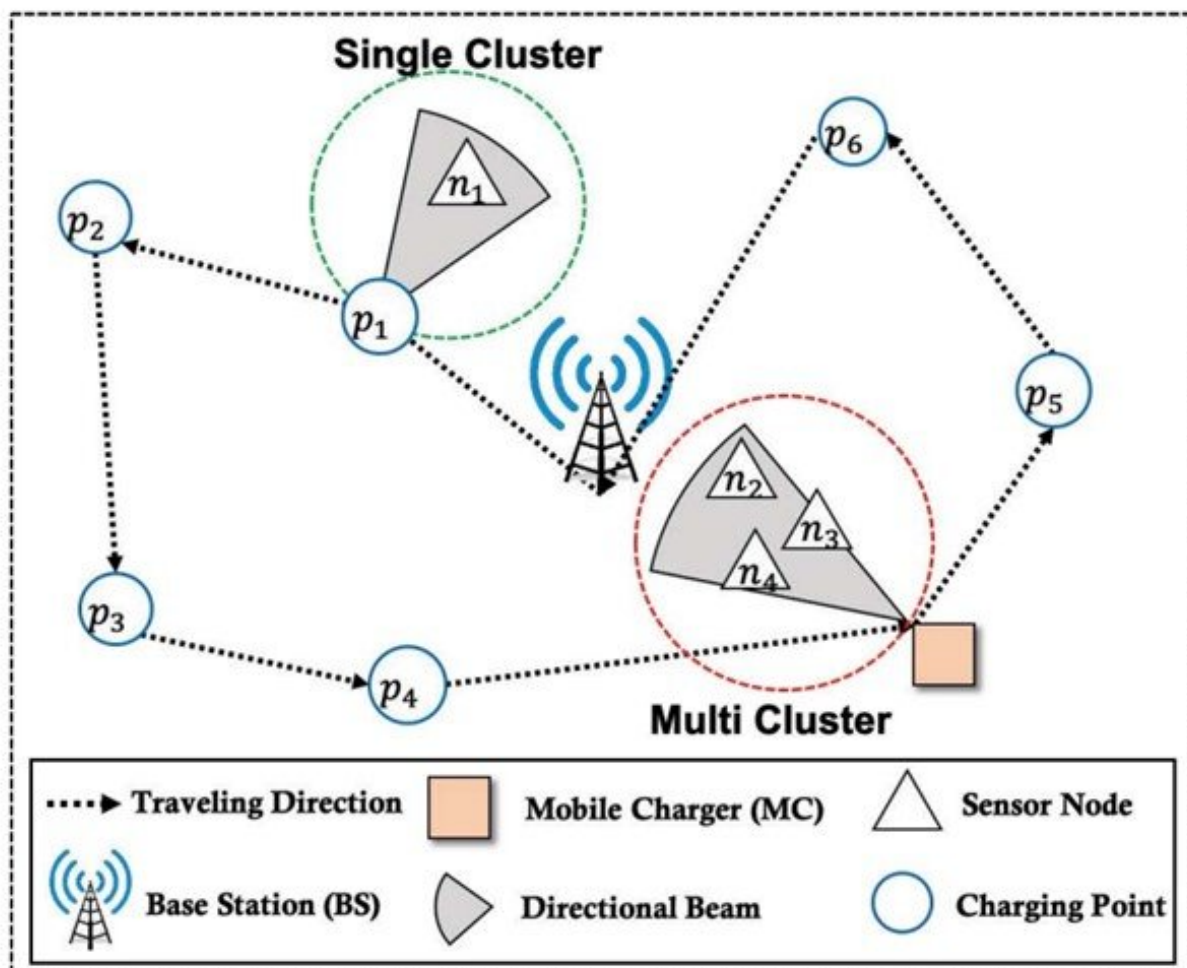 Single Cluster
n₁
p₆
p₂
p₁
p₅
n₂
n₃
n₄
p₃
p₄
Multi Cluster
Traveling Direction
Mobile Charger (MC)
Sensor Node
Base Station (BS)
Directional Beam
Charging Point